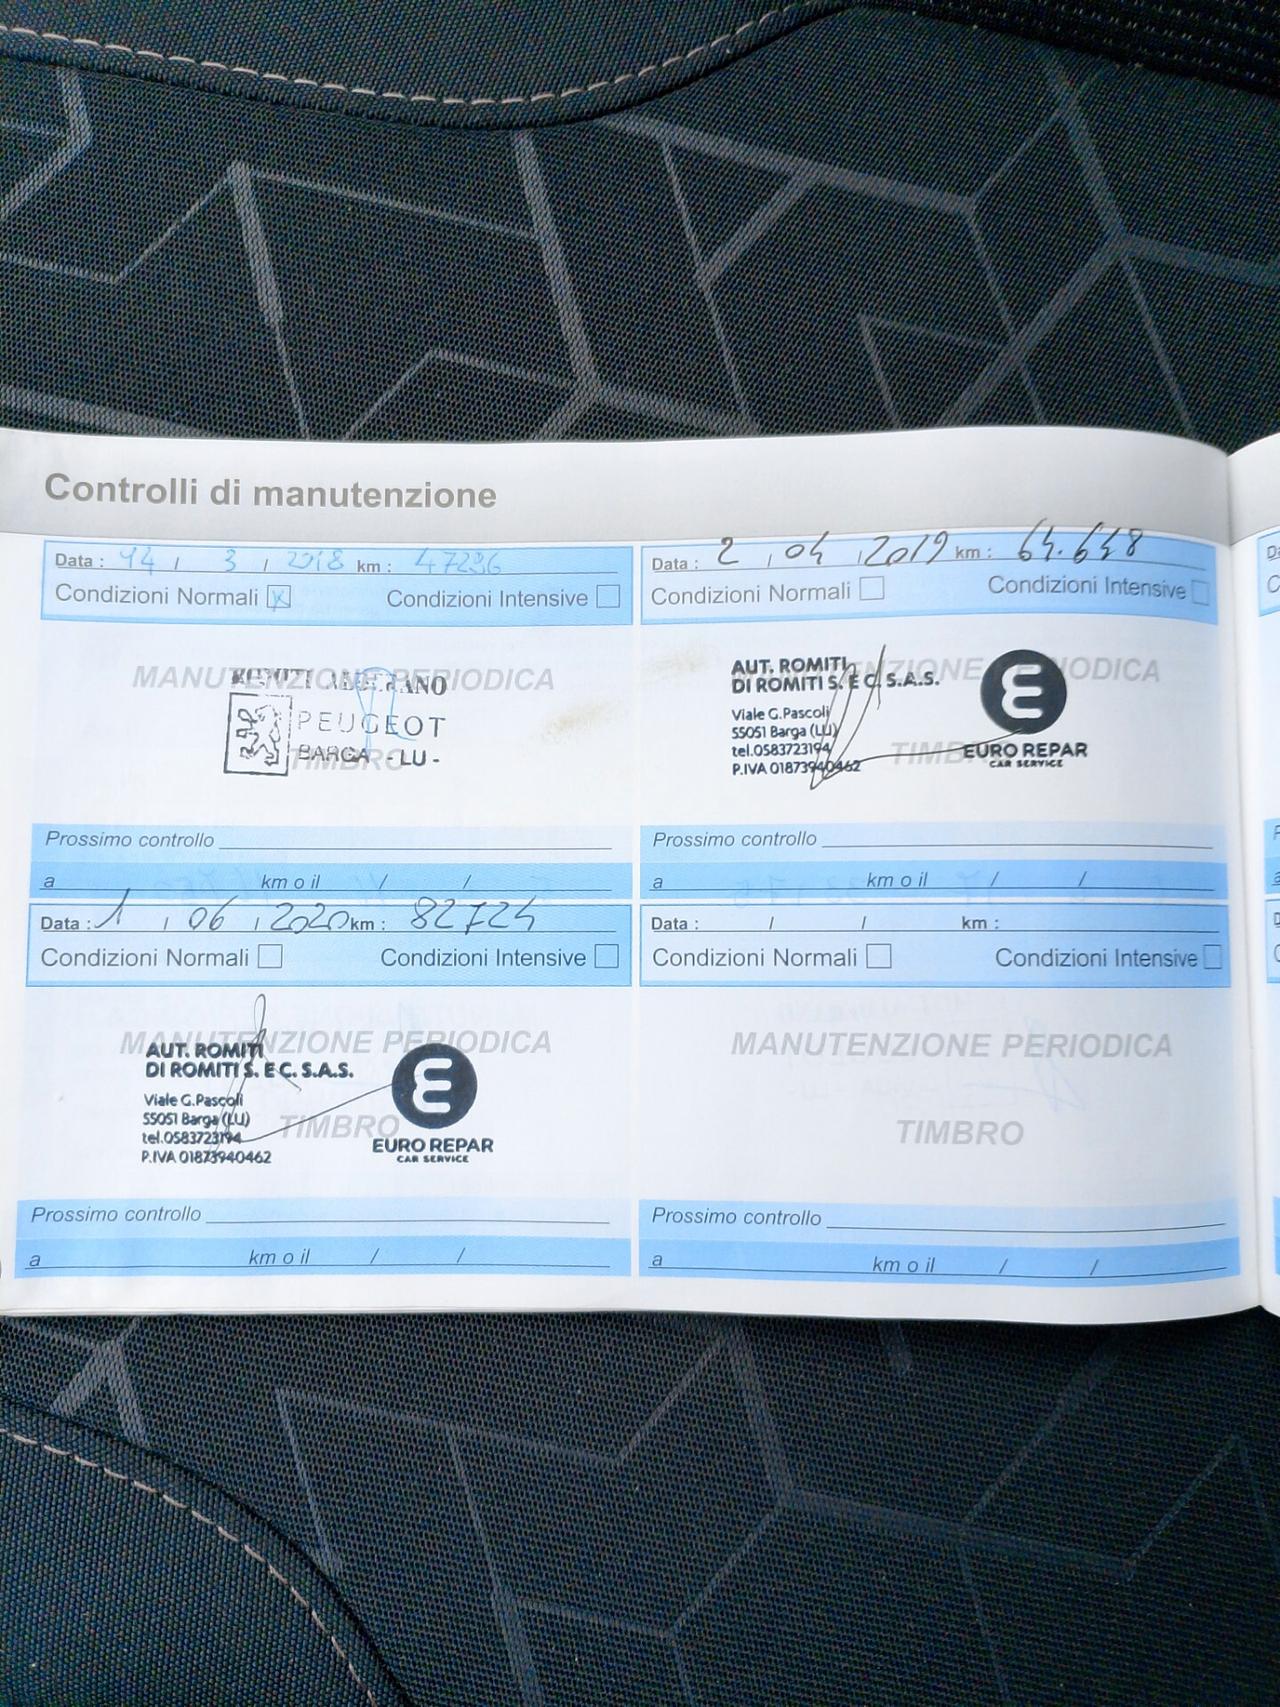 Controlli di manutenzione
Data : 14 / 3 / 2018 km : 47236
Condizioni Normali X Condizioni Intensive
MANUTENZIONE PERIODICA
ROMITI
PEUGEOT
BARGA - LU -
TIMBRO
Prossimo controllo
a km o il / /
Data : 2 / 04 / 2019 km : 64.648
Condizioni Normali Condizioni Intensive
MANUTENZIONE PERIODICA
AUT. ROMITI
DI ROMITI S. E C. S.A.S.
Viale G.Pascoli
55051 Barga (LU)
tel.0583723194
P.IVA 01873940462
TIMBRO
EURO REPAR
CAR SERVICE
Prossimo controllo
a km o il / /
Data : 1 / 06 / 2020 km : 82724
Condizioni Normali Condizioni Intensive
MANUTENZIONE PERIODICA
AUT. ROMITI
DI ROMITI S. E C. S.A.S.
Viale G.Pascoli
55051 Barga (LU)
tel.0583723194
P.IVA 01873940462
TIMBRO
EURO REPAR
CAR SERVICE
Prossimo controllo
a km o il / /
Data : / / km :
Condizioni Normali Condizioni Intensive
MANUTENZIONE PERIODICA
TIMBRO
Prossimo controllo
a km o il / /